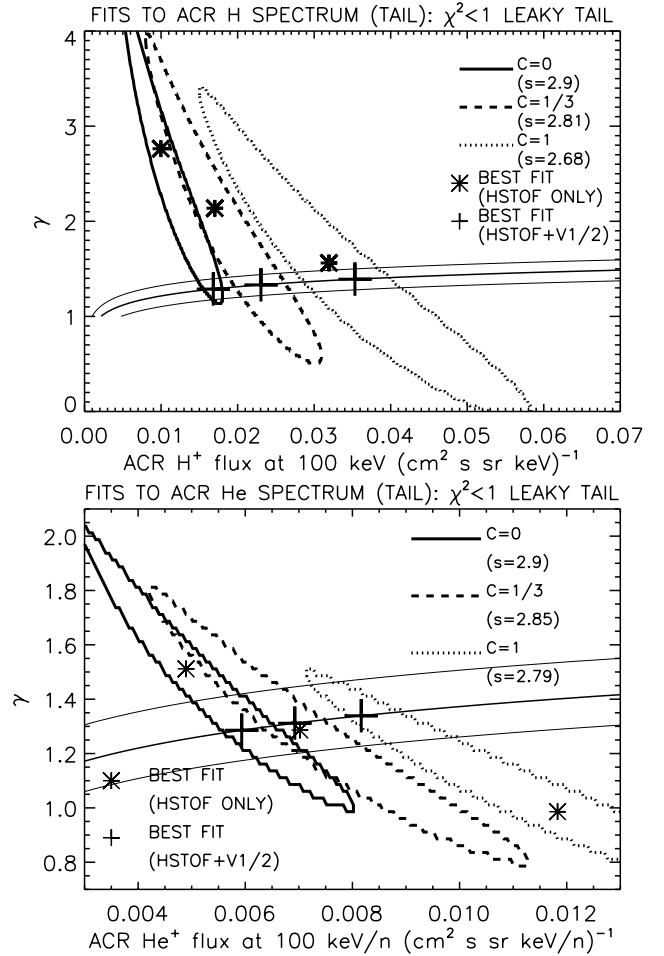 FITS TO ACR H SPECTRUM (TAIL): χ²<1 LEAKY TAIL
4
3
2
1
0
γ
C=0
(s=2.9)
C=1/3
(s=2.81)
C=1
(s=2.68)
BEST FIT
(HSTOF ONLY)
BEST FIT
(HSTOF+V1/2)
0.00 0.01 0.02 0.03 0.04 0.05 0.06 0.07
ACR H⁺ flux at 100 keV (cm² s sr keV)⁻¹
FITS TO ACR He SPECTRUM (TAIL): χ²<1 LEAKY TAIL
2.0
1.8
1.6
1.4
1.2
1.0
0.8
γ
C=0
(s=2.9)
C=1/3
(s=2.85)
C=1
(s=2.79)
BEST FIT
(HSTOF ONLY)
BEST FIT
(HSTOF+V1/2)
0.004 0.006 0.008 0.010 0.012
ACR He⁺ flux at 100 keV/n (cm² s sr keV/n)⁻¹